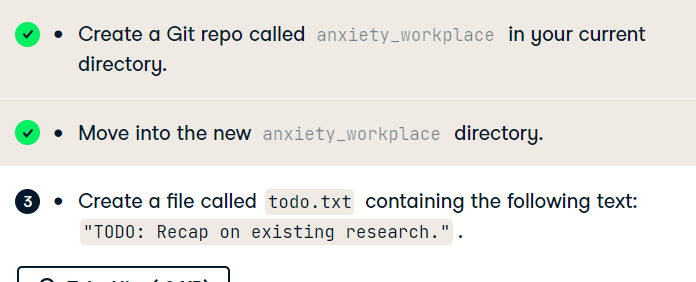 • Create a Git repo called anxiety_workplace in your current
directory.
• Move into the new anxiety_workplace directory.
3 • Create a file called todo.txt containing the following text:
"TODO: Recap on existing research." .